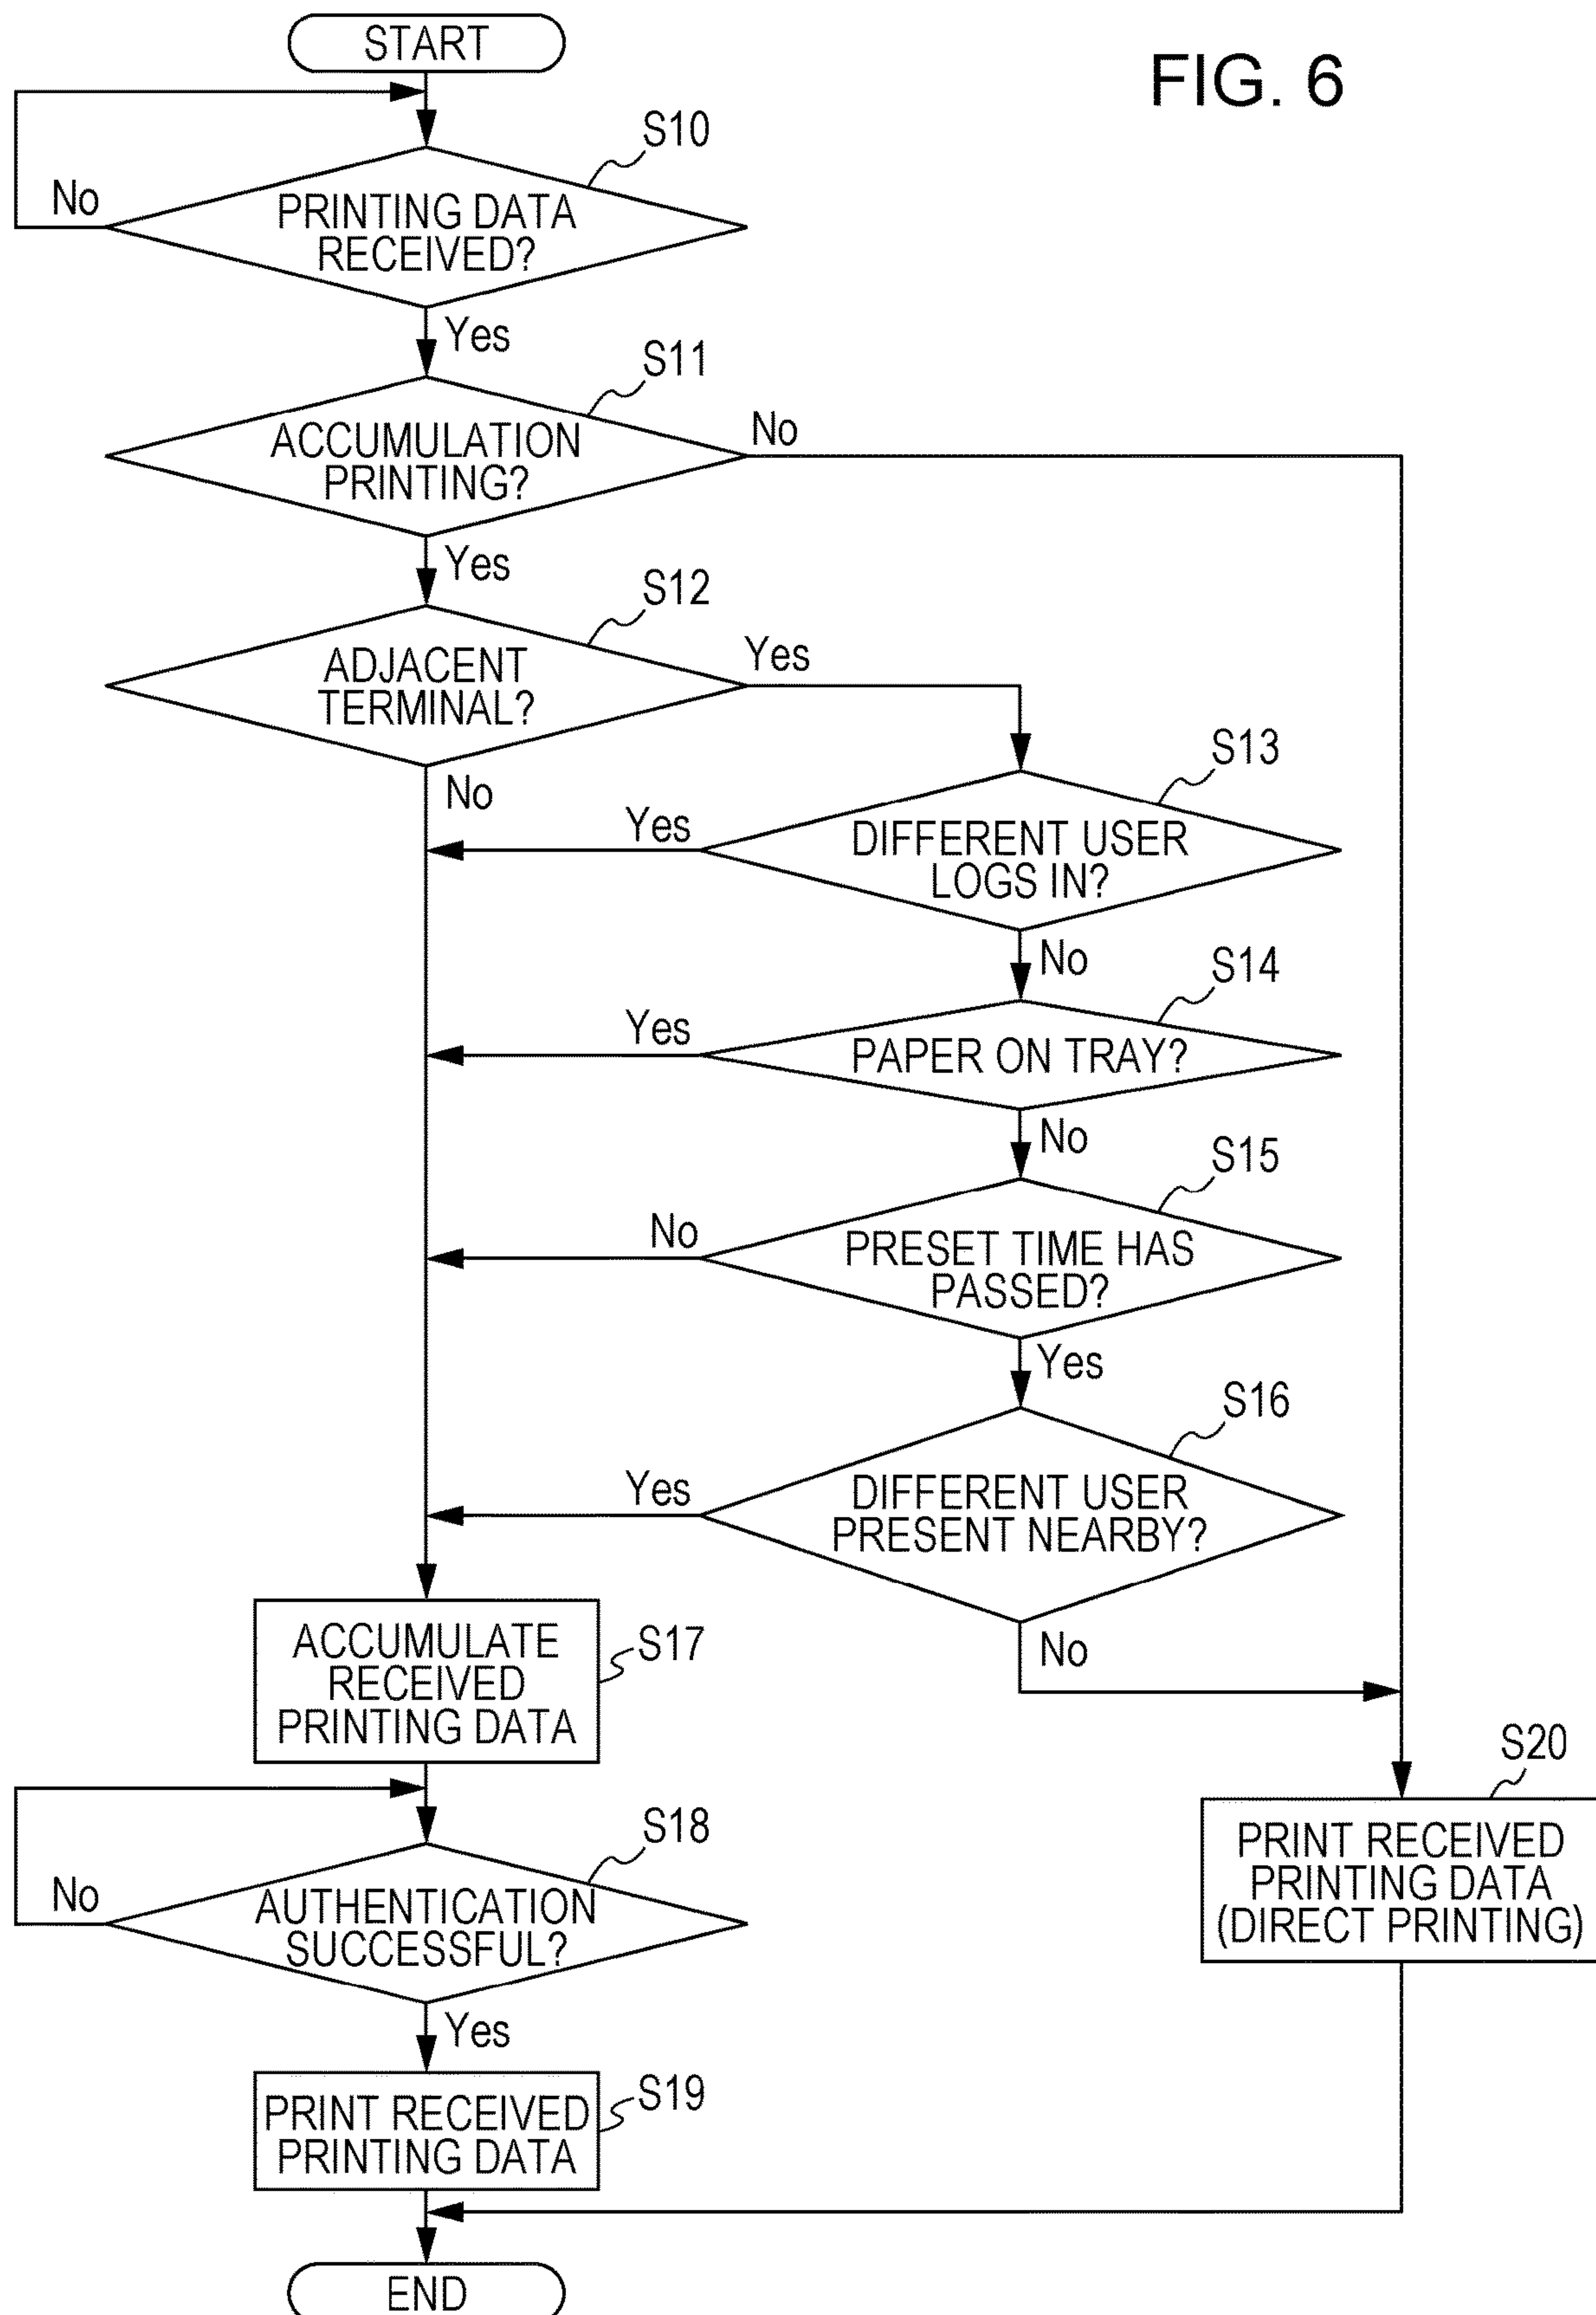 START
FIG. 6
S10
No
PRINTING DATA
RECEIVED?
Yes
S11
ACCUMULATION
PRINTING?
No
Yes
S12
ADJACENT
TERMINAL?
Yes
No
S13
Yes
DIFFERENT USER
LOGS IN?
No
S14
Yes
PAPER ON TRAY?
No
S15
No
PRESET TIME HAS
PASSED?
Yes
S16
Yes
DIFFERENT USER
PRESENT NEARBY?
No
ACCUMULATE
RECEIVED
PRINTING DATA
S17
S18
No
AUTHENTICATION
SUCCESSFUL?
Yes
S20
PRINT RECEIVED
PRINTING DATA
(DIRECT PRINTING)
PRINT RECEIVED
PRINTING DATA
S19
END